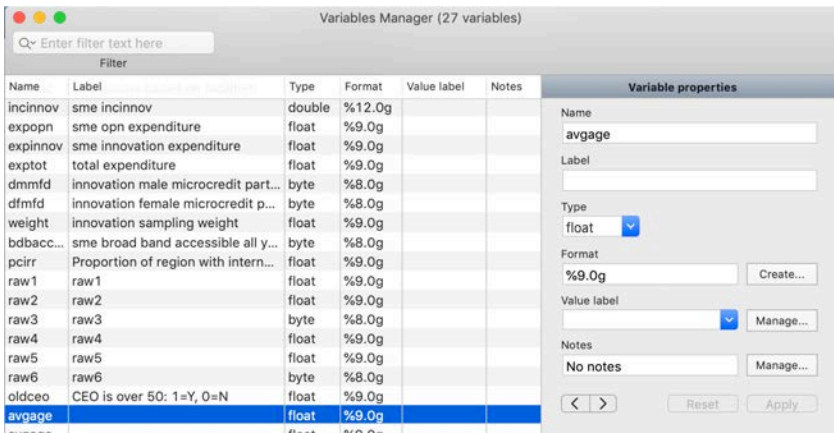 Variables Manager (27 variables)
Enter filter text here
Filter
Name Label Type Format Value label Notes
incinnov sme incinnov double %12.0g
expopn sme opn expenditure float %9.0g
expinnov sme innovation expenditure float %9.0g
exptot total expenditure float %9.0g
dmmfd innovation male microcredit part... byte %8.0g
dfmfd innovation female microcredit p... byte %8.0g
weight innovation sampling weight float %9.0g
bdbacc... sme broad band accessible all y... byte %8.0g
pcirr Proportion of region with intern... float %9.0g
raw1 raw1 float %9.0g
raw2 raw2 float %9.0g
raw3 raw3 byte %8.0g
raw4 raw4 float %9.0g
raw5 raw5 float %9.0g
raw6 raw6 byte %8.0g
oldceo CEO is over 50: 1=Y, 0=N float %9.0g
avgage float %9.0g
Variable properties
Name
avgage
Label
Type
float
Format
%9.0g Create...
Value label
Manage...
Notes
No notes Manage...
< > Reset Apply